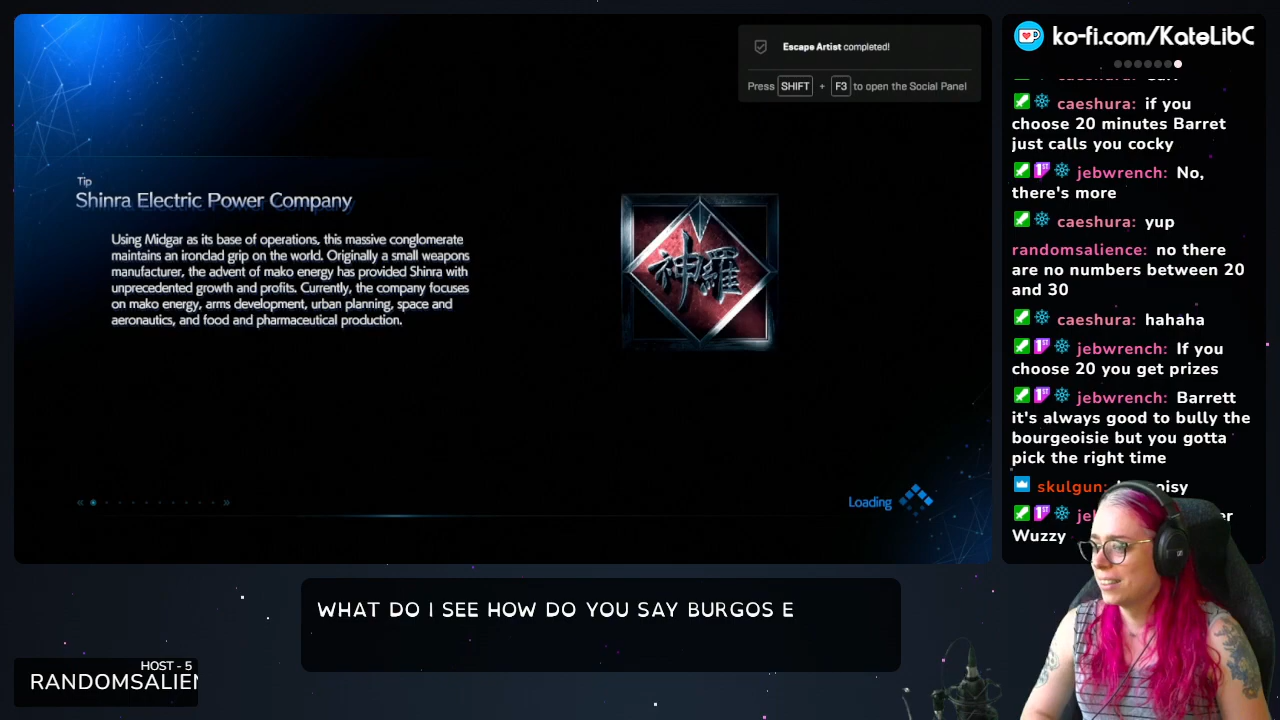 Escape Artist completed!
Press SHIFT + F3 to open the Social Panel
Tip
Shinra Electric Power Company
Using Midgar as its base of operations, this massive conglomerate
maintains an ironclad grip on the world. Originally a small weapons
manufacturer, the advent of mako energy has provided Shinra with
unprecedented growth and profits. Currently, the company focuses
on mako energy, arms development, urban planning, space and
aeronautics, and food and pharmaceutical production.
神羅
Loading
ko-fi.com/KateLibC
caeshura: if you
choose 20 minutes Barret
just calls you cocky
jebwrench: No,
there's more
caeshura: yup
randomsalience: no there
are no numbers between 20
and 30
caeshura: hahaha
jebwrench: If you
choose 20 you get prizes
jebwrench: Barrett
it's always good to bully the
bourgeoisie but you gotta
pick the right time
skulgun:
Wuzzy
WHAT DO I SEE HOW DO YOU SAY BURGOS E
HOST - 5
RANDOMSALIEN